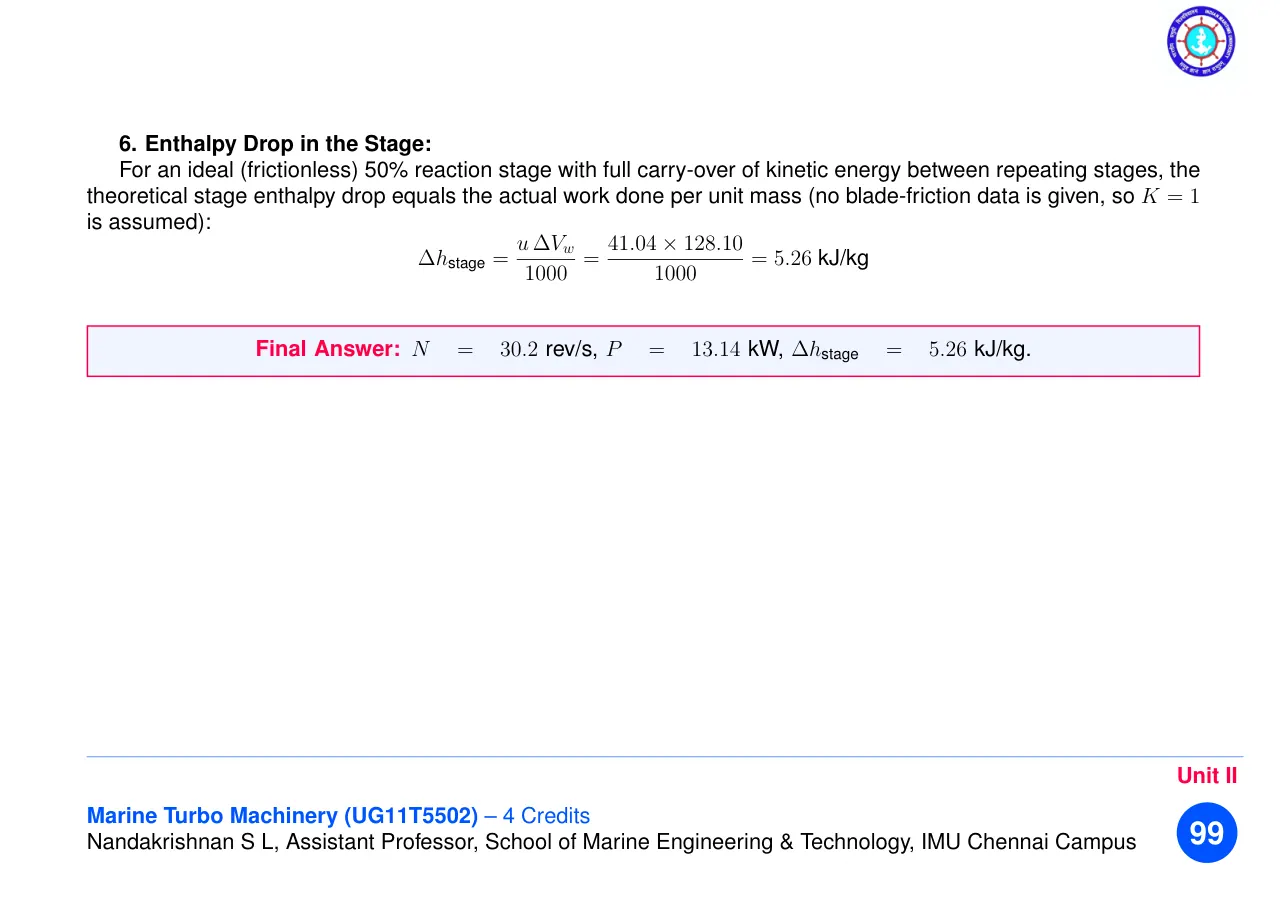 6. Enthalpy Drop in the Stage:
For an ideal (frictionless) 50% reaction stage with full carry-over of kinetic energy between repeating stages, the
theoretical stage enthalpy drop equals the actual work done per unit mass (no blade-friction data is given, so K = 1
is assumed):
Δh_stage = u ΔV_w / 1000 = 41.04 × 128.10 / 1000 = 5.26 kJ/kg
Final Answer: N = 30.2 rev/s, P = 13.14 kW, Δh_stage = 5.26 kJ/kg.
Unit II
Marine Turbo Machinery (UG11T5502) – 4 Credits
Nandakrishnan S L, Assistant Professor, School of Marine Engineering & Technology, IMU Chennai Campus
99